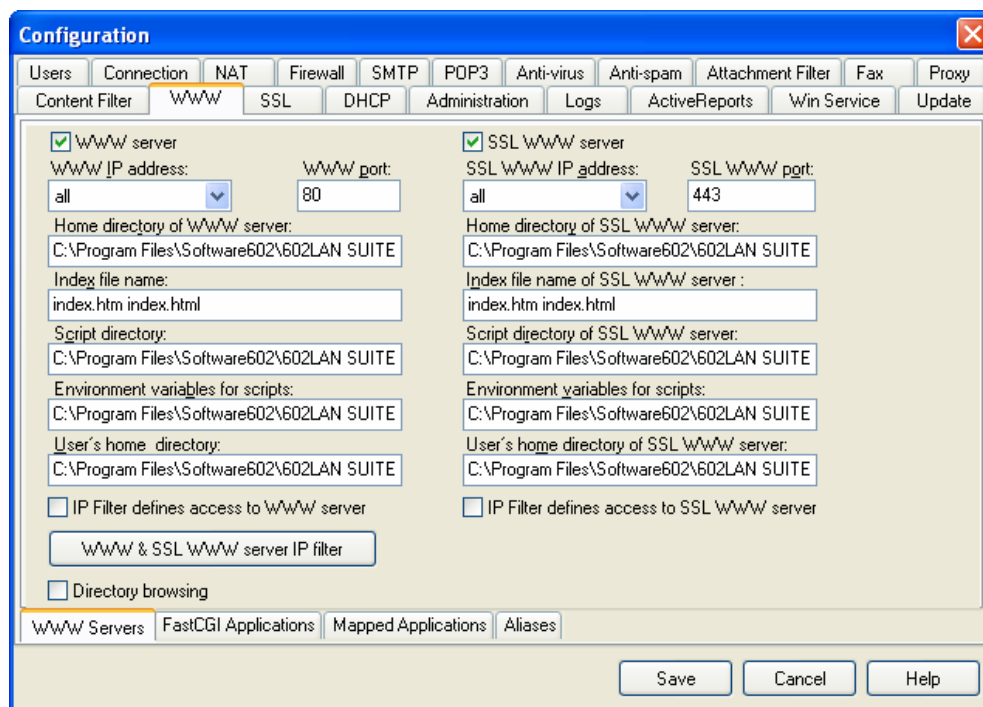 Configuration
Users Connection NAT Firewall SMTP POP3 Anti-virus Anti-spam Attachment Filter Fax Proxy
Content Filter WWW SSL DHCP Administration Logs ActiveReports Win Service Update
WWW server SSL WWW server
WWW IP address: WWW port: SSL WWW IP address: SSL WWW port:
all 80 all 443
Home directory of WWW server: Home directory of SSL WWW server:
C:\Program Files\Software602\602LAN SUITE C:\Program Files\Software602\602LAN SUITE
Index file name: Index file name of SSL WWW server :
index.htm index.html index.htm index.html
Script directory: Script directory of SSL WWW server:
C:\Program Files\Software602\602LAN SUITE C:\Program Files\Software602\602LAN SUITE
Environment variables for scripts: Environment variables for scripts:
C:\Program Files\Software602\602LAN SUITE C:\Program Files\Software602\602LAN SUITE
User's home directory: User's home directory of SSL WWW server:
C:\Program Files\Software602\602LAN SUITE C:\Program Files\Software602\602LAN SUITE
IP Filter defines access to WWW server IP Filter defines access to SSL WWW server
WWW & SSL WWW server IP filter
Directory browsing
WWW Servers FastCGI Applications Mapped Applications Aliases
Save Cancel Help